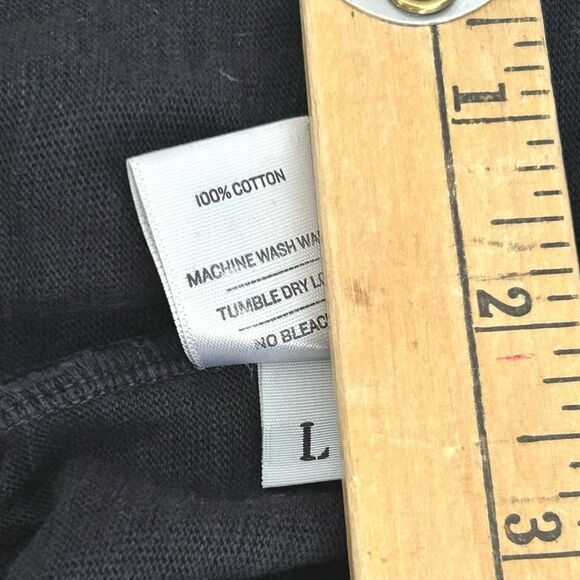 100% COTTON
MACHINE WASH
TUMBLE DRY
NO
L
1
2
3